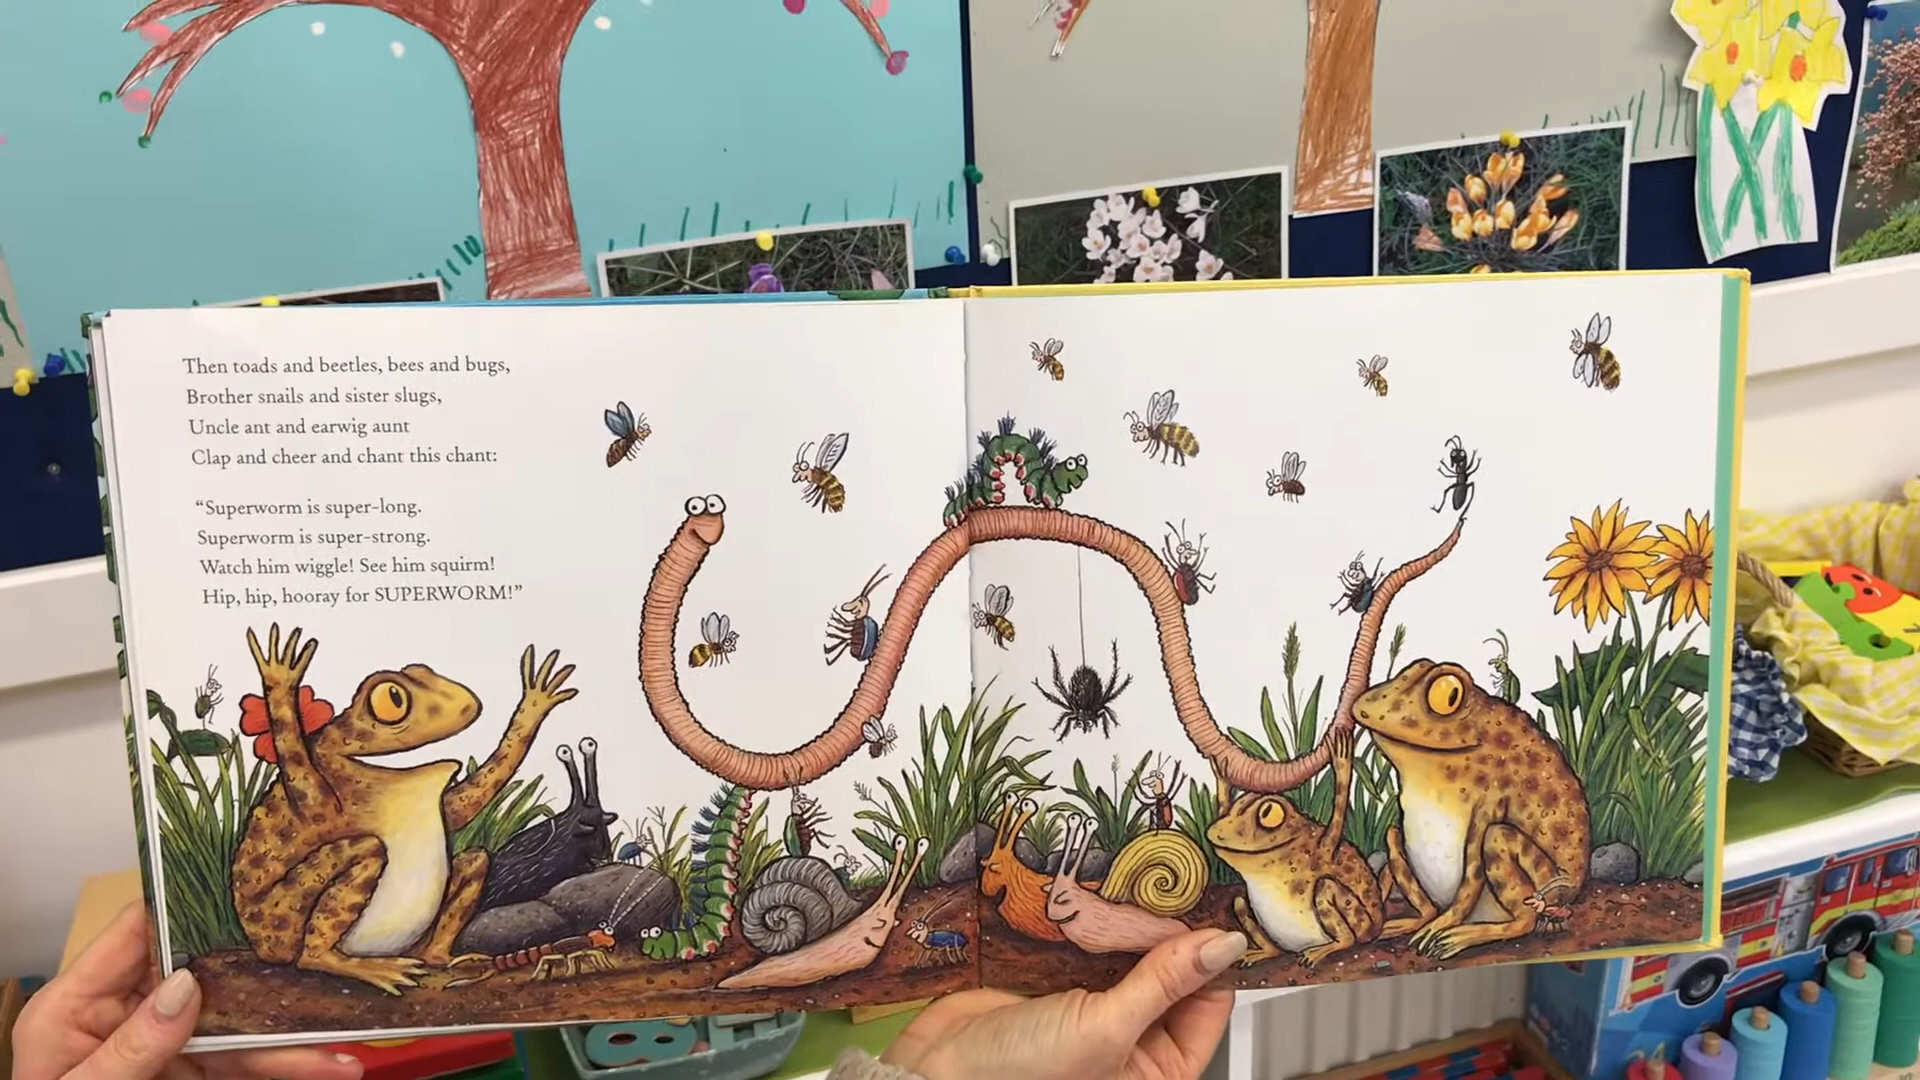 Then toads and beetles, bees and bugs,
Brother snails and sister slugs,
Uncle ant and earwig aunt
Clap and cheer and chant this chant:
“Superworm is super-long.
Superworm is super-strong.
Watch him wiggle! See him squirm!
Hip, hip, hooray for SUPERWORM!”